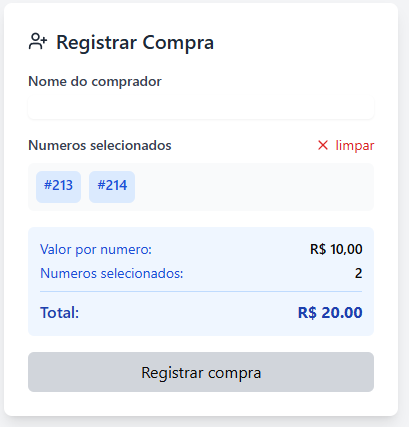 Registrar Compra
Nome do comprador
Numeros selecionados × limpar
#213 #214
Valor por numero: R$ 10,00
Numeros selecionados: 2
Total: R$ 20.00
Registrar compra